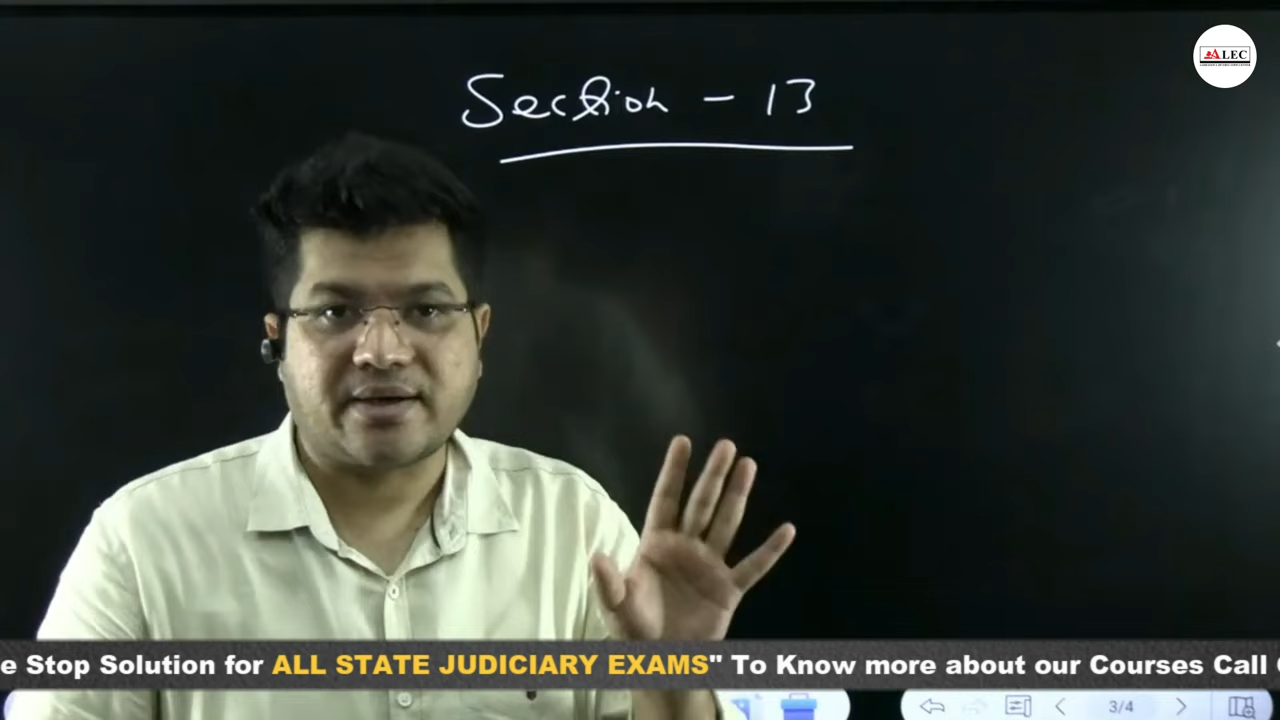 ALEC
Section - 13
e Stop Solution for ALL STATE JUDICIARY EXAMS" To Know more about our Courses Call
3/4